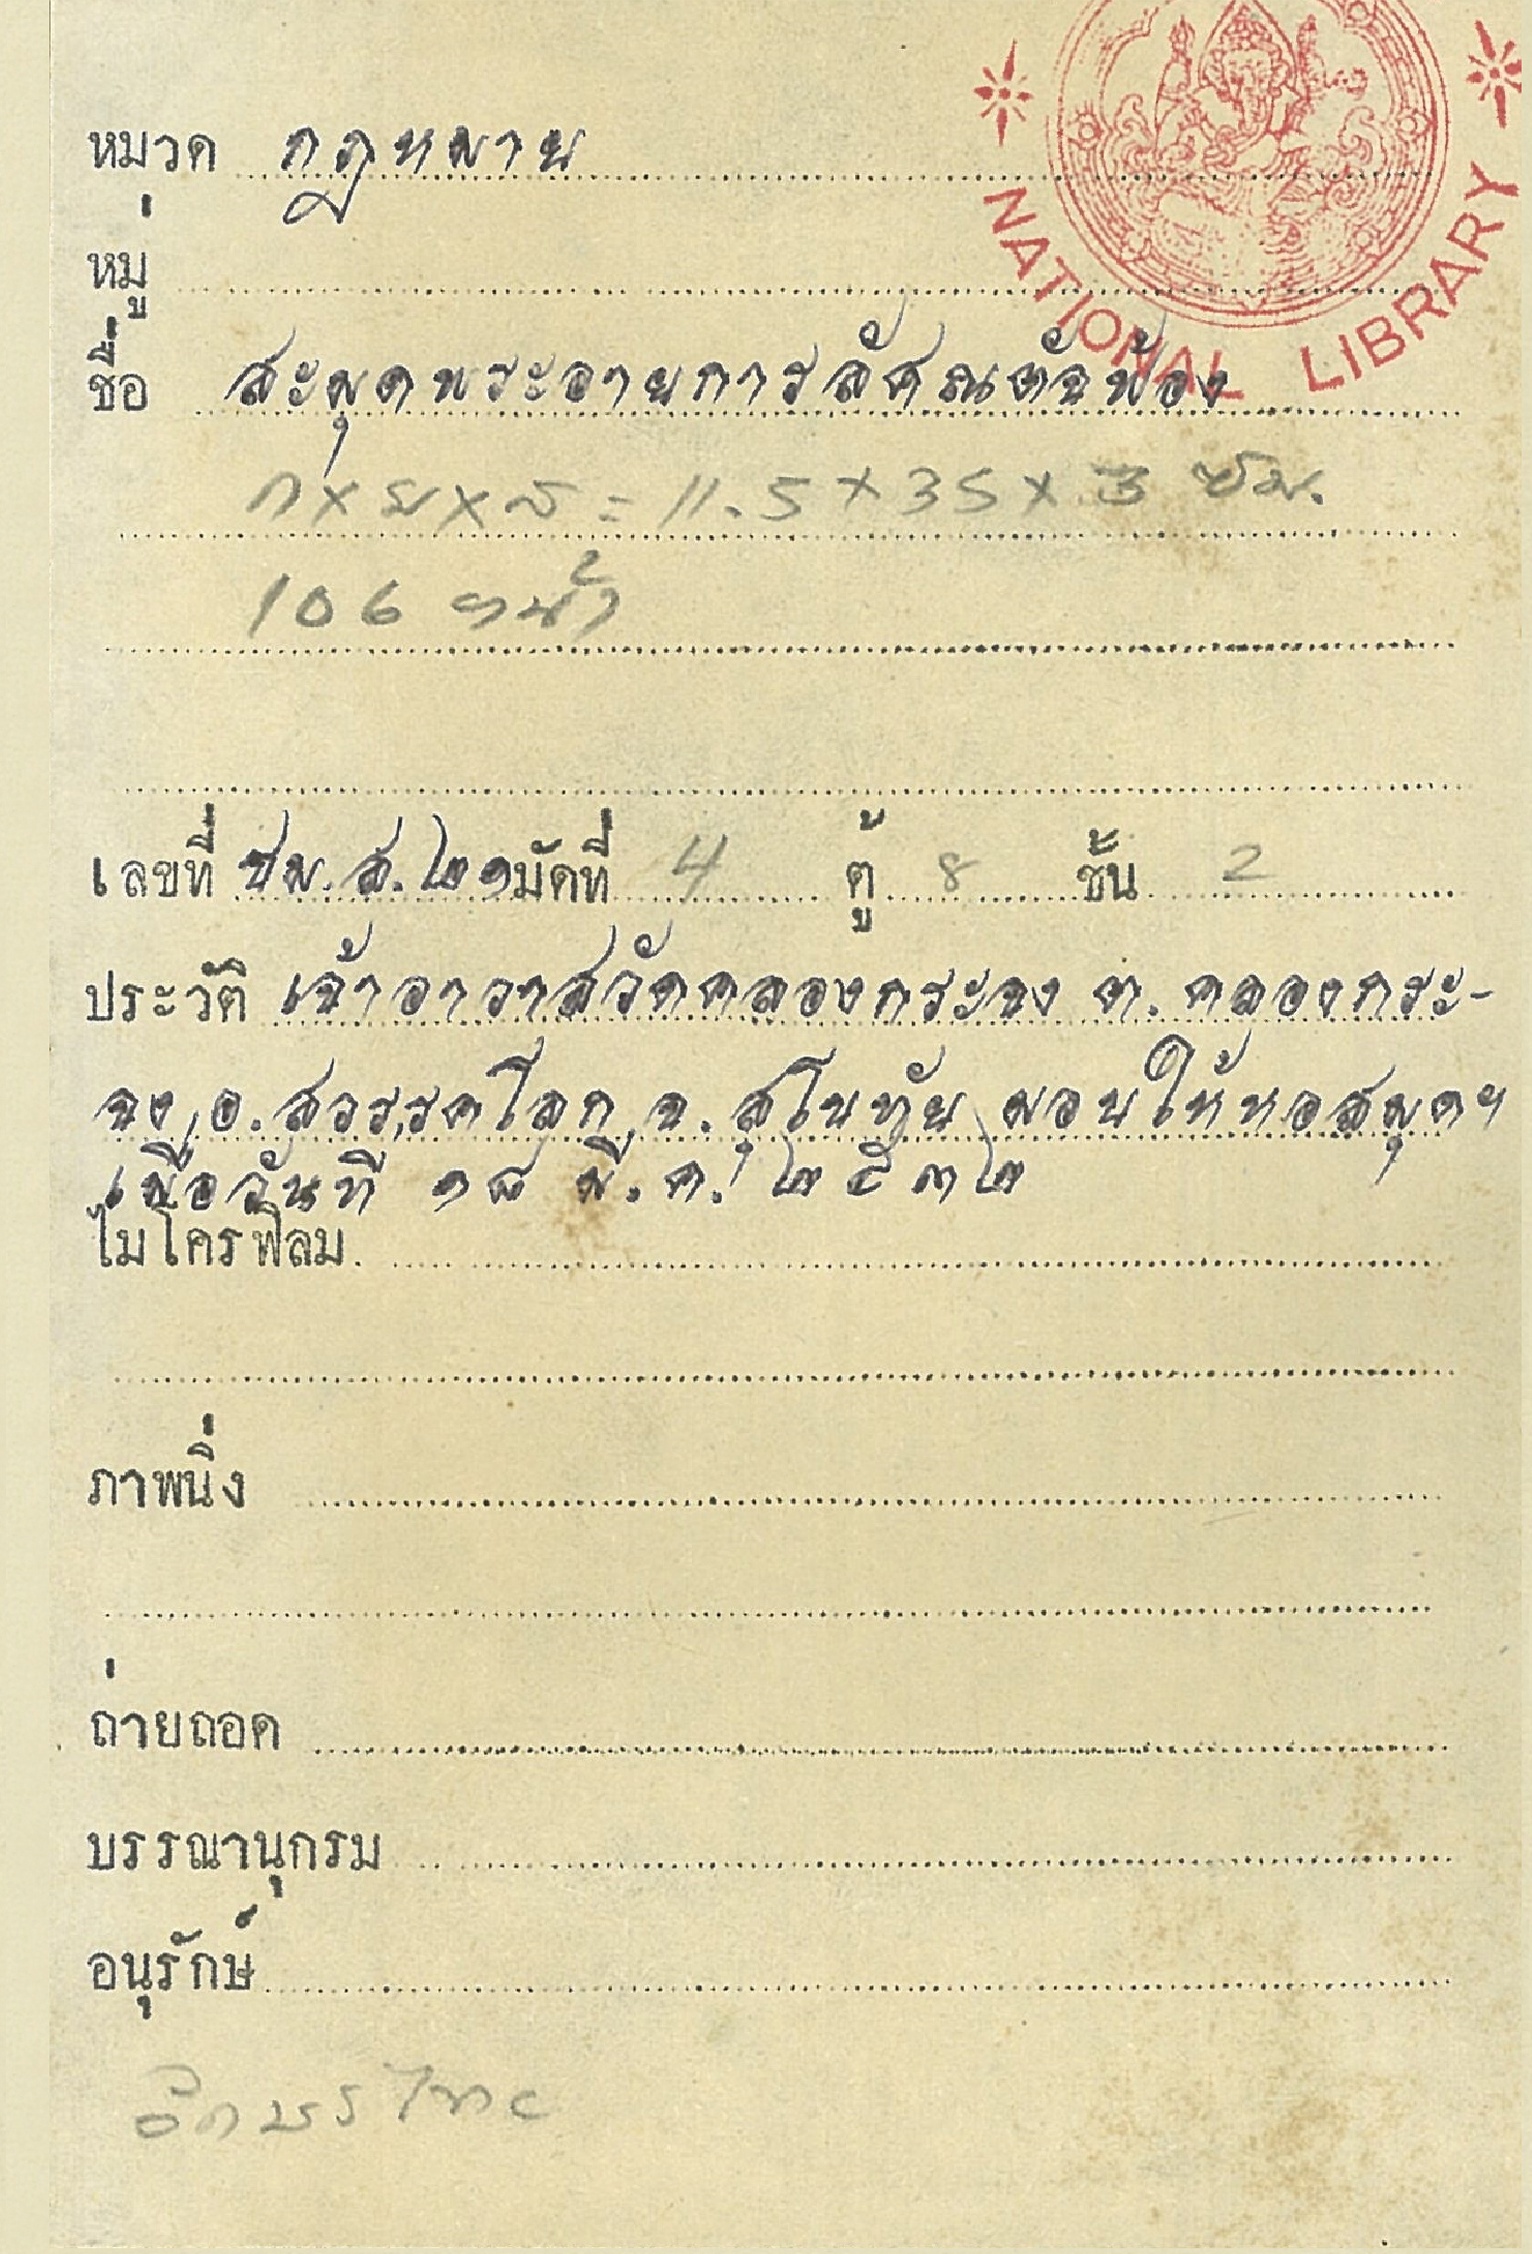 NATIONAL LIBRARY
หมวด กฎหมาย
หมู่
ชื่อ สะมุดพระอายการลัศณตัวฟ้อง
ก x ย x ส = 11.5 x 35 x 3 ซม.
106 หน้า
เลขที่ ชม.ส.๒๑ มัดที่ 4 ตู้ 8 ชั้น 2
ประวัติ เจ้าอาวาสวัดคลองกระจง ต. คลองกระ-
จง อ. สวรรคโลก จ. สุโขทัย มอบให้หอสมุดฯ
เมื่อวันที่ ๑๘ มี.ค. ๒๕๓๒
ไมโครฟิล์ม
ภาพนิ่ง
ถ่ายถอด
บรรณานุกรม
อนุรักษ์